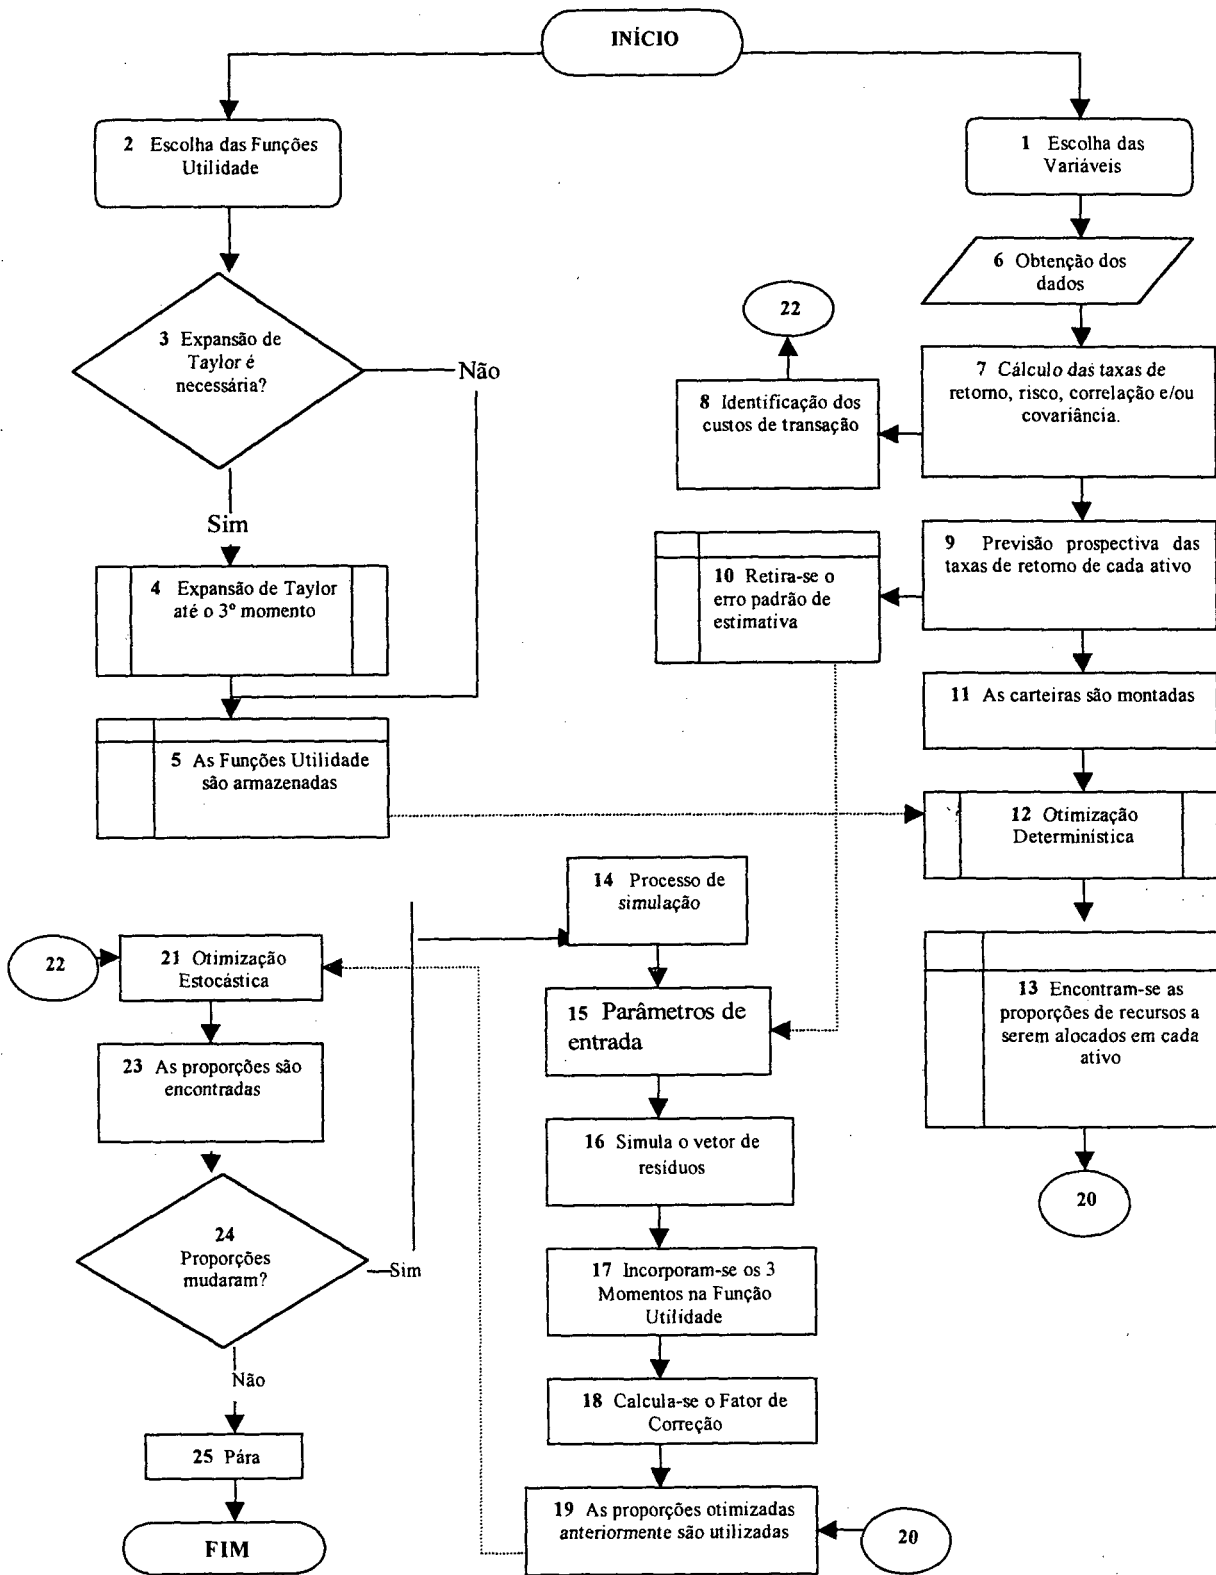 INÍCIO
2 Escolha das Funções
Utilidade
1 Escolha das
Variáveis
6 Obtenção dos
dados
22
3 Expansão de
Taylor é
necessária?
Não
7 Cálculo das taxas de
retorno, risco, correlação e/ou
covariância.
8 Identificação dos
custos de transação
Sim
9 Previsão prospectiva das
taxas de retorno de cada ativo
10 Retira-se o
erro padrão de
estimativa
4 Expansão de Taylor
até o 3º momento
11 As carteiras são montadas
5 As Funções Utilidade
são armazenadas
12 Otimização
Determinística
14 Processo de
simulação
22
21 Otimização
Estocástica
13 Encontram-se as
proporções de recursos a
serem alocados em cada
ativo
15 Parâmetros de
entrada
23 As proporções são
encontradas
16 Simula o vetor de
resíduos
20
24
Proporções
mudaram?
Sim
17 Incorporam-se os 3
Momentos na Função
Utilidade
Não
18 Calcula-se o Fator de
Correção
25 Pára
19 As proporções otimizadas
anteriormente são utilizadas
20
FIM